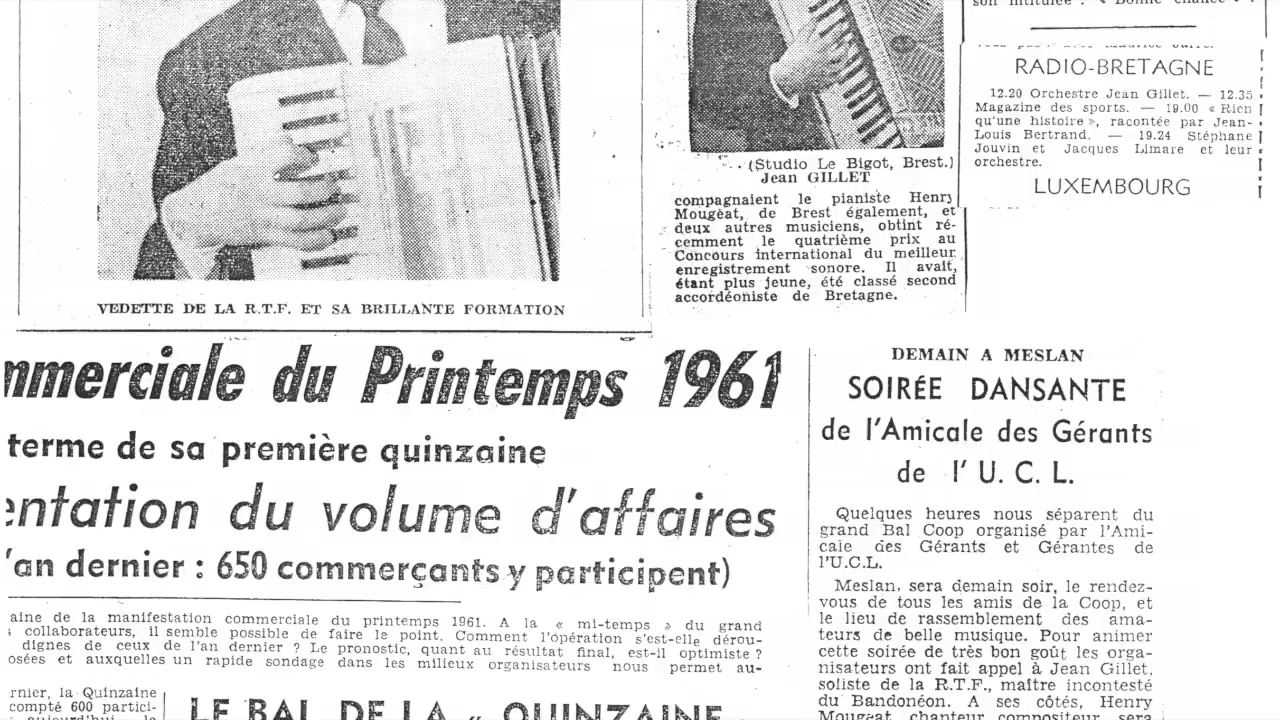 VEDETTE DE LA R.T.F. ET SA BRILLANTE FORMATION
(Studio Le Bigot, Brest.)
Jean GILLET
compagnaient le pianiste Henry
Mougeat, de Brest également, et
deux autres musiciens, obtint ré-
cemment le quatrième prix au
Concours international du meilleur
enregistrement sonore. Il avait,
étant plus jeune, été classé second
accordéoniste de Bretagne.
son intitulée : « Bonne chance » !
RADIO-BRETAGNE
12.20 Orchestre Jean Gillet. — 12.35
Magazine des sports. — 19.00 « Rien
qu'une histoire », racontée par Jean-
Louis Bertrand. — 19.24 Stéphane
Jouvin et Jacques Limare et leur
orchestre.
LUXEMBOURG
mmerciale du Printemps 1961
terme de sa première quinzaine
entation du volume d'affaires
'an dernier : 650 commerçants y participent)
aine de la manifestation commerciale du printemps 1961. A la « mi-temps » du grand
s collaborateurs, il semble possible de faire le point. Comment l'opération s'est-elle dérou-
dignes de ceux de l'an dernier ? Le pronostic, quant au résultat final, est-il optimiste ?
osées et auxquelles un rapide sondage dans les milieux organisateurs nous permet au-
rnier, la Quinzaine
compté 600 partici-
aujourd'hui, le
LE BAL DE LA « QUINZAINE
DEMAIN A MESLAN
SOIRÉE DANSANTE
de l'Amicale des Gérants
de l'U. C. L.
Quelques heures nous séparent du
grand Bal Coop organisé par l'Ami-
cale des Gérants et Gérantes de
l'U.C.L.
Meslan, sera demain soir, le rendez-
vous de tous les amis de la Coop, et
le lieu de rassemblement des ama-
teurs de belle musique. Pour animer
cette soirée de très bon goût les orga-
nisateurs ont fait appel à Jean Gillet,
soliste de la R.T.F., maître incontesté
du Bandonéon. A ses côtés, Henry
Mougeat chanteur compositeur, sera